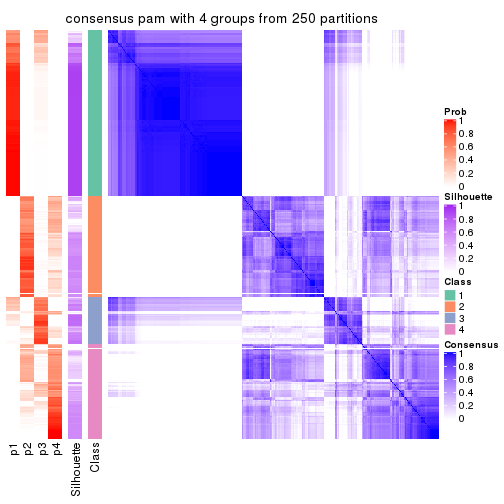 consensus pam with 4 groups from 250 partitions
Prob
1
0.8
0.6
0.4
0.2
0
Silhouette
1
0.8
0.6
0.4
0.2
0
Class
1
2
3
4
Consensus
1
0.8
0.6
0.4
0.2
0
p1
p2
p3
p4
Silhouette
Class